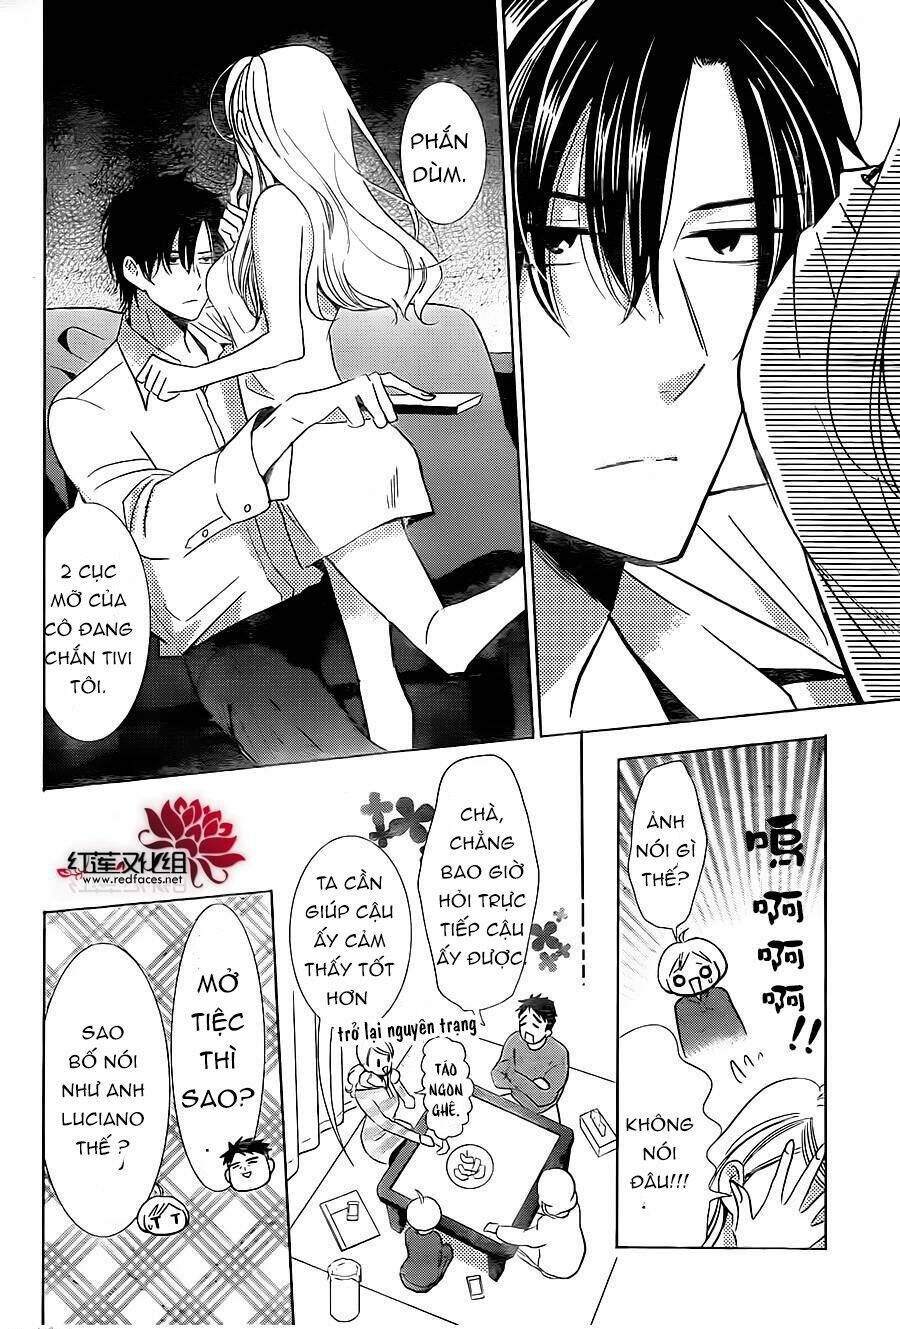 PHẮN
DÙM.
2 CỤC
MỠ CỦA
CÔ ĐANG
CHẮN TIVI
TÔI.
ẢNH
NÓI GÌ
THẾ?
嗚
啊
啊
啊
!!
KHÔNG
NÓI
ĐÂU!!!
CHÀ,
CHẲNG
BAO GIỜ
HỎI TRỰC
TIẾP CẬU
ẤY ĐƯỢC.
TA CẦN
GIÚP CẬU
ẤY CẢM
THẤY TỐT
HƠN
trở lại nguyên trạng
TÁO
NGON
GHÊ.
红莲汉化组
www.redfaces.net
MỞ
TIỆC
THÌ
SAO?
SAO
BỐ NÓI
NHƯ ANH
LUCIANO
THẾ ?